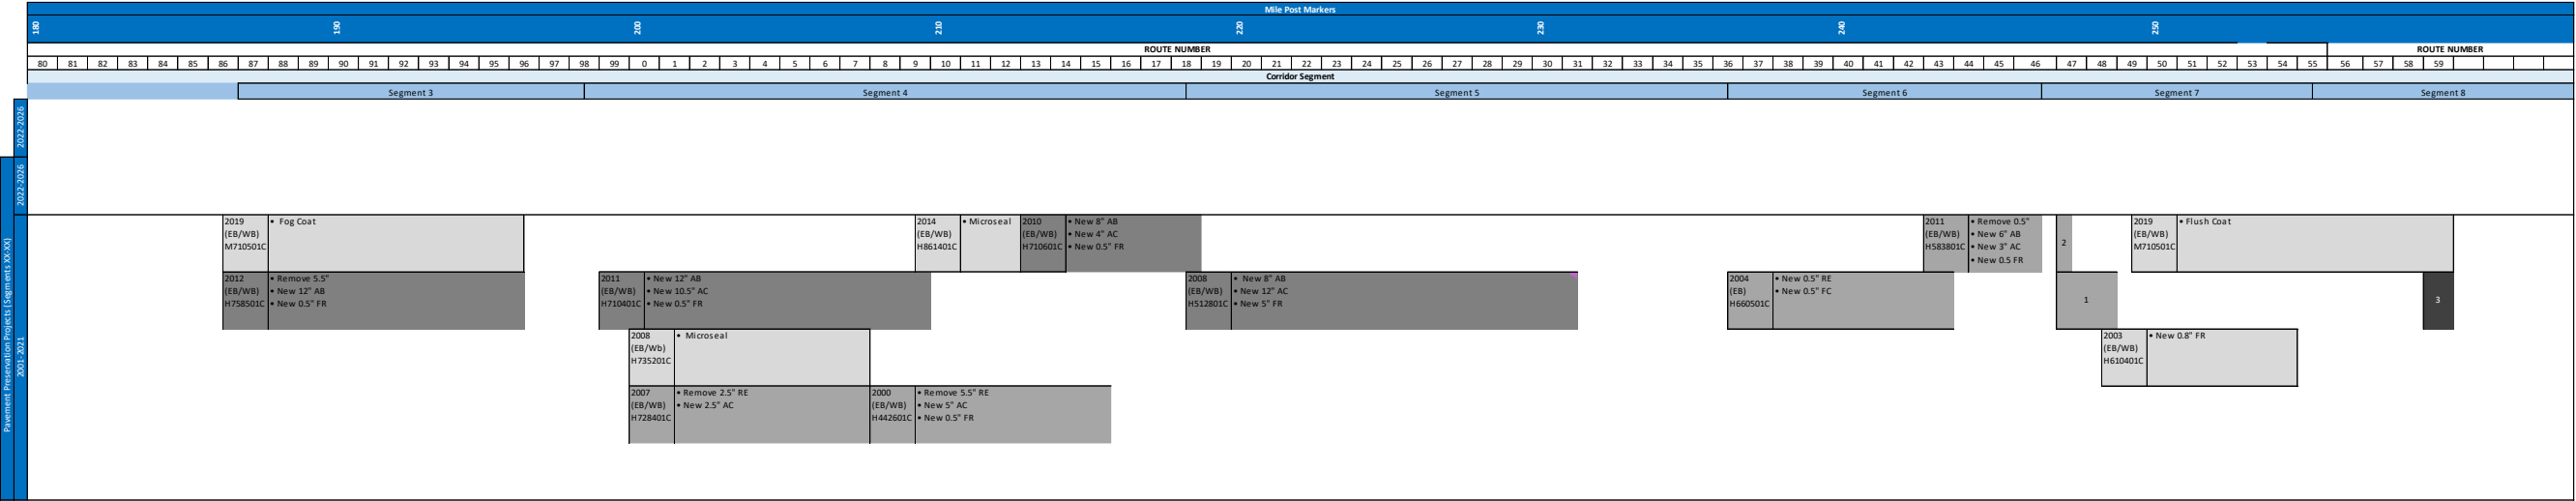 Mile Post Markers
180 190 200 210 220 230 240 250
ROUTE NUMBER ROUTE NUMBER
80 81 82 83 84 85 86 87 88 89 90 91 92 93 94 95 96 97 98 99 0 1 2 3 4 5 6 7 8 9 10 11 12 13 14 15 16 17 18 19 20 21 22 23 24 25 26 27 28 29 30 31 32 33 34 35 36 37 38 39 40 41 42 43 44 45 46 47 48 49 50 51 52 53 54 55 56 57 58 59
Corridor Segment
Segment 3 Segment 4 Segment 5 Segment 6 Segment 7 Segment 8
2022-2026
2022-2026
Pavement Preservation Projects (Segments XX-XX)
2001-2021
2019
(EB/WB)
M710501C
• Fog Coat
2014
(EB/WB)
H861401C
• Microseal
2010
(EB/WB)
H710601C
• New 8" AB
• New 4" AC
• New 0.5" FR
2011
(EB/WB)
H583801C
• Remove 0.5"
• New 6" AB
• New 3" AC
• New 0.5 FR
2
2019
(EB/WB)
M710501C
• Flush Coat
2012
(EB/WB)
H758501C
• Remove 5.5"
• New 12" AB
• New 0.5" FR
2011
(EB/WB)
H710401C
• New 12" AB
• New 10.5" AC
• New 0.5" FR
2008
(EB/WB)
H512801C
• New 8" AB
• New 12" AC
• New 5" FR
2004
(EB)
H660501C
• New 0.5" RE
• New 0.5" FC
1
3
2008
(EB/Wb)
H735201C
• Microseal
2003
(EB/WB)
H610401C
• New 0.8" FR
2007
(EB/WB)
H728401C
• Remove 2.5" RE
• New 2.5" AC
2000
(EB/WB)
H442601C
• Remove 5.5" RE
• New 5" AC
• New 0.5" FR